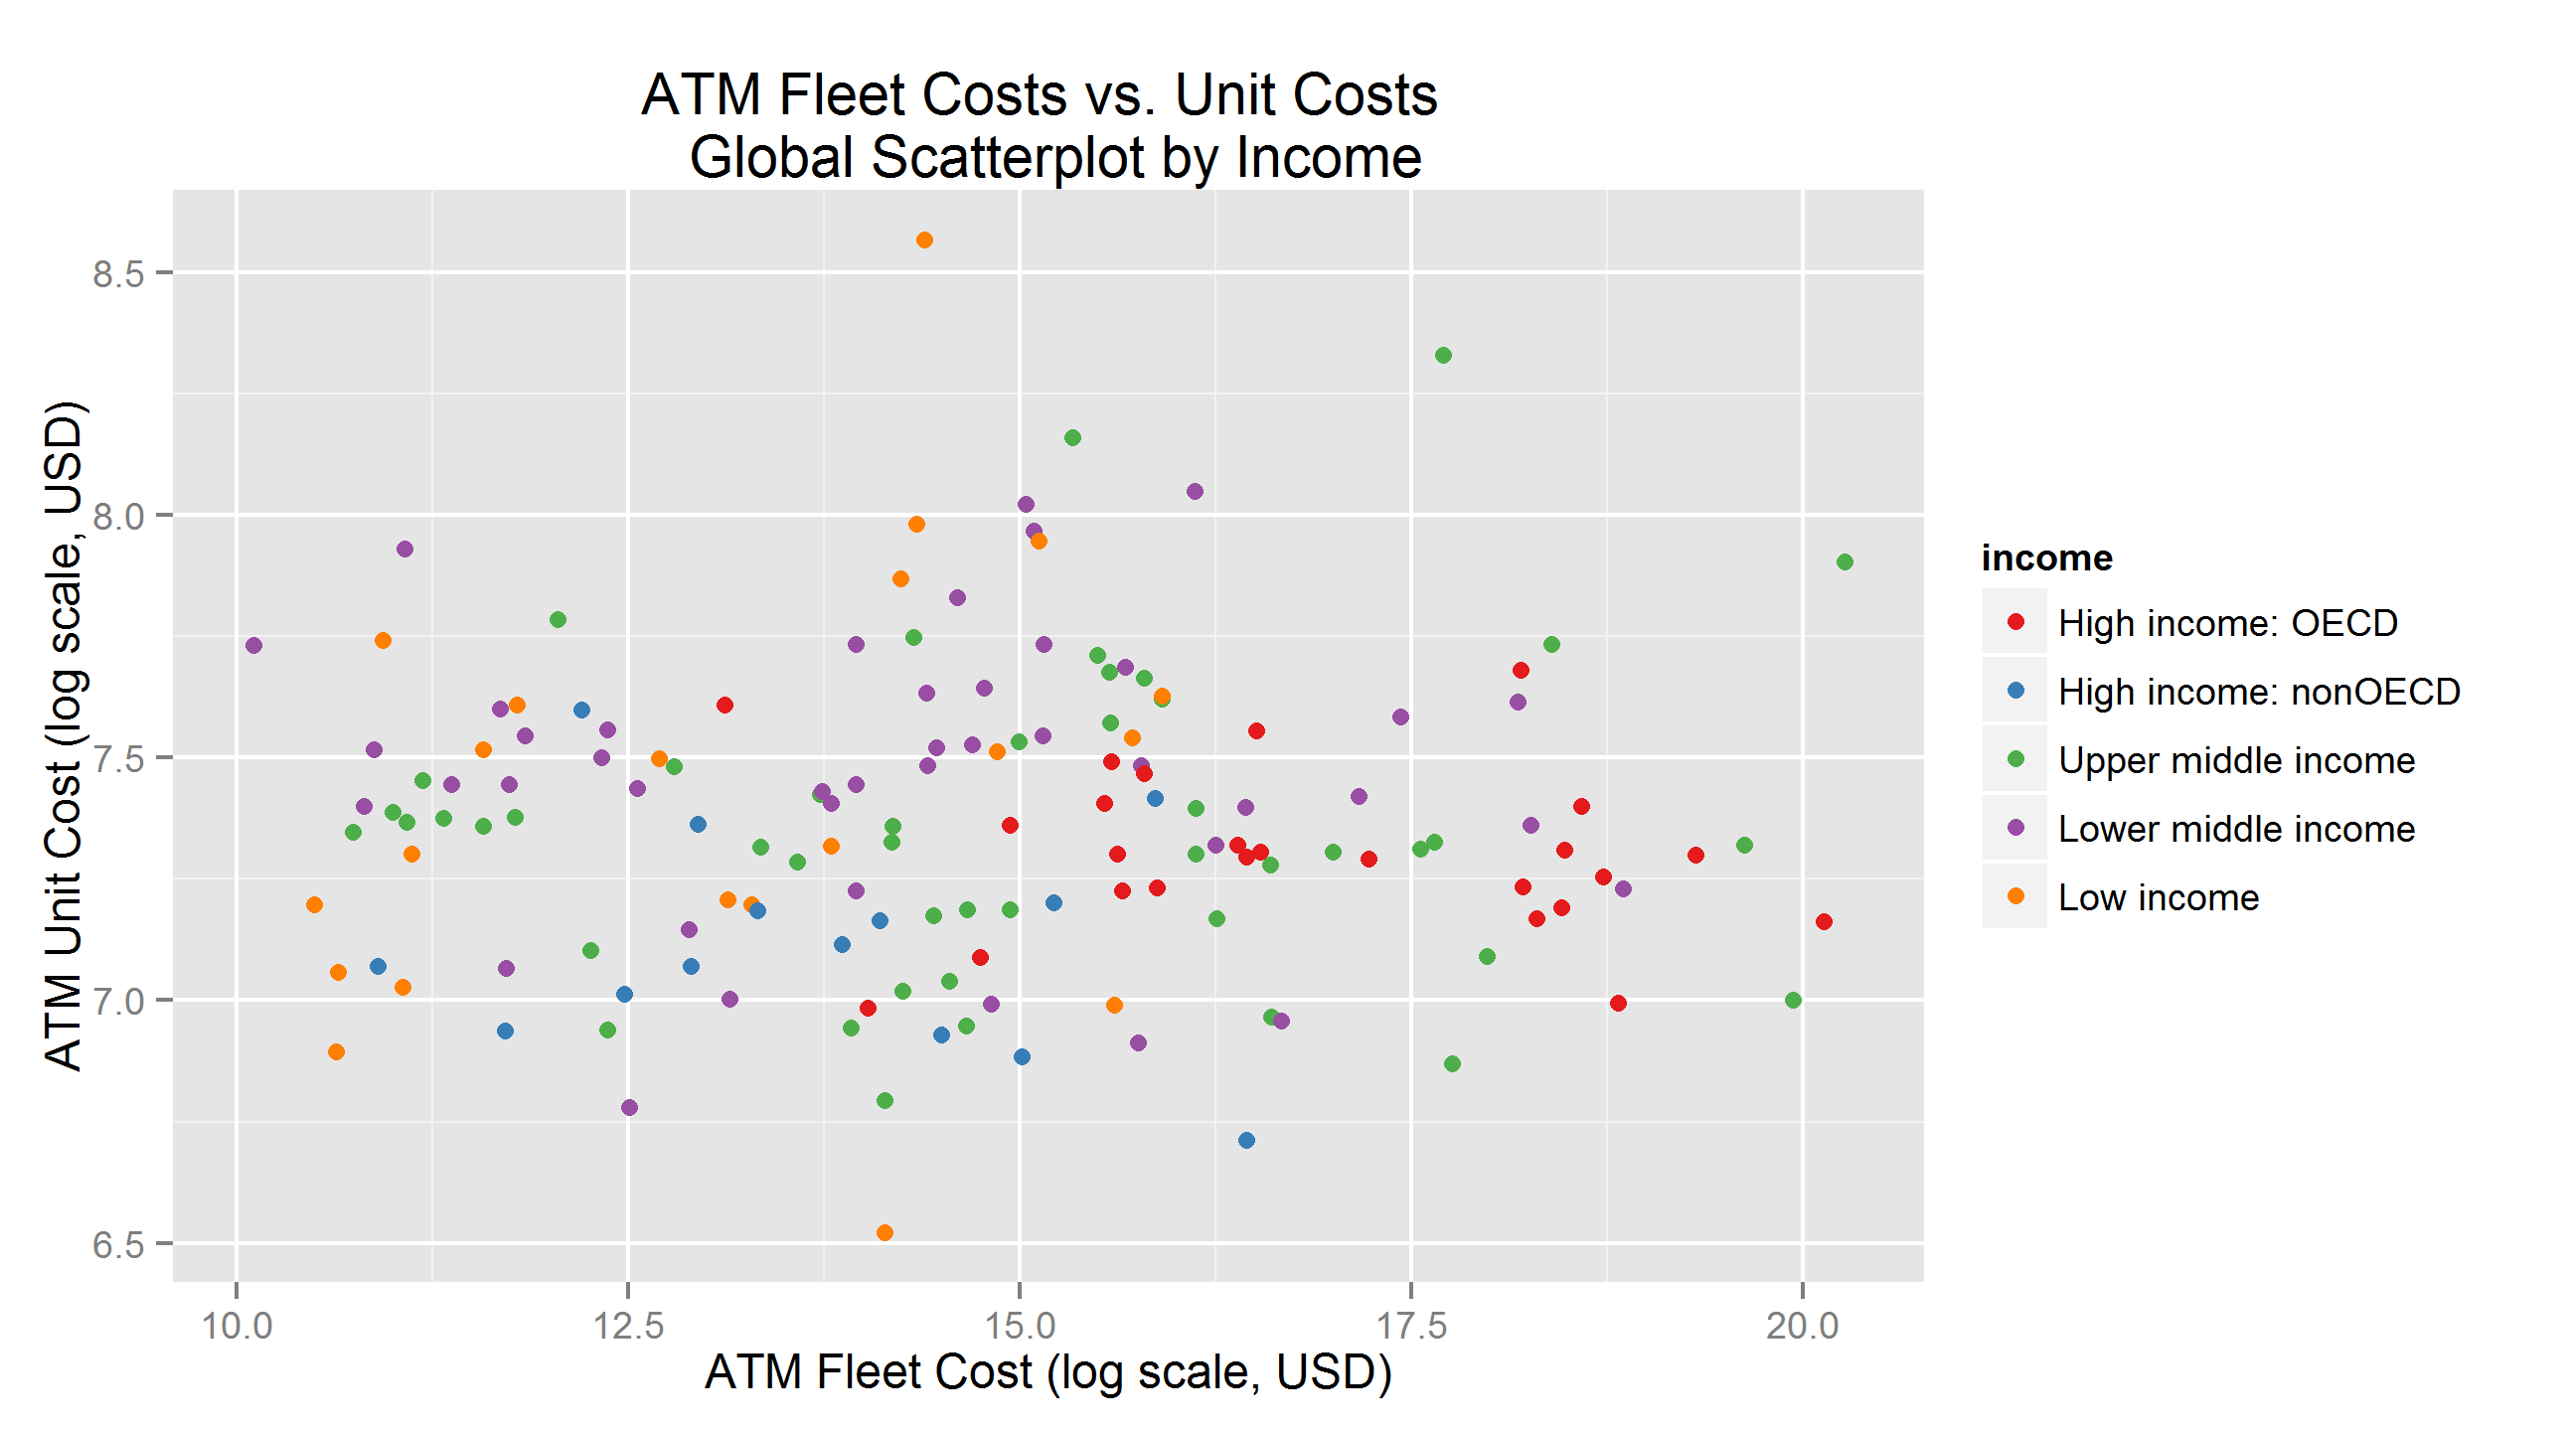 ATM Fleet Costs vs. Unit Costs
Global Scatterplot by Income
ATM Unit Cost (log scale, USD)
8.5
8.0
7.5
7.0
6.5
10.0 12.5 15.0 17.5 20.0
ATM Fleet Cost (log scale, USD)
income
High income: OECD
High income: nonOECD
Upper middle income
Lower middle income
Low income